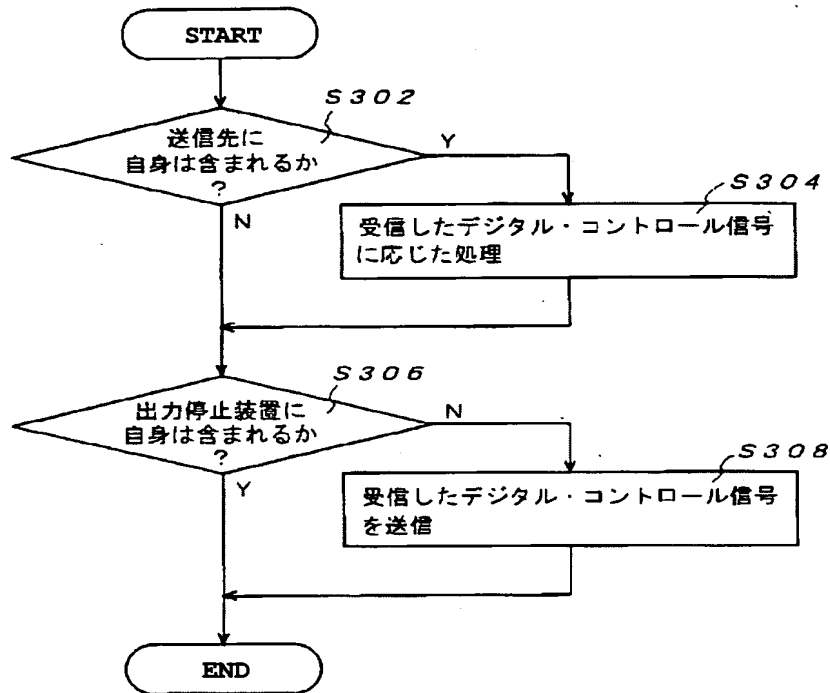 START
S302
送信先に
自身は含まれるか
?
Y
N
S304
受信したデジタル・コントロール信号
に応じた処理
S306
出力停止装置に
自身は含まれるか
?
N
Y
S308
受信したデジタル・コントロール信号
を送信
END